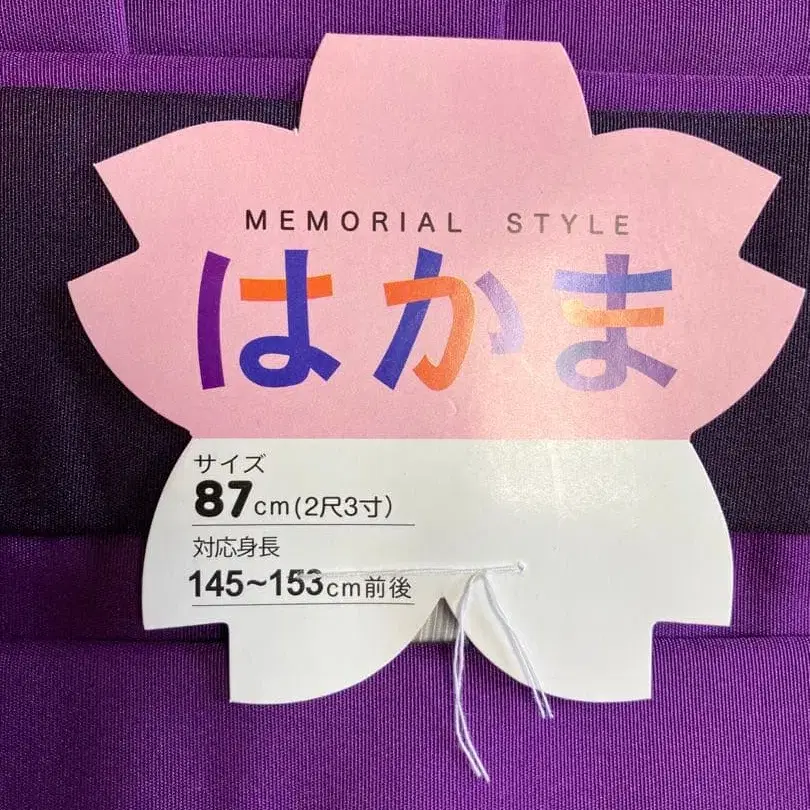 MEMORIAL STYLE
はかま
サイズ
87cm(2尺3寸)
対応身長
145~153cm前後